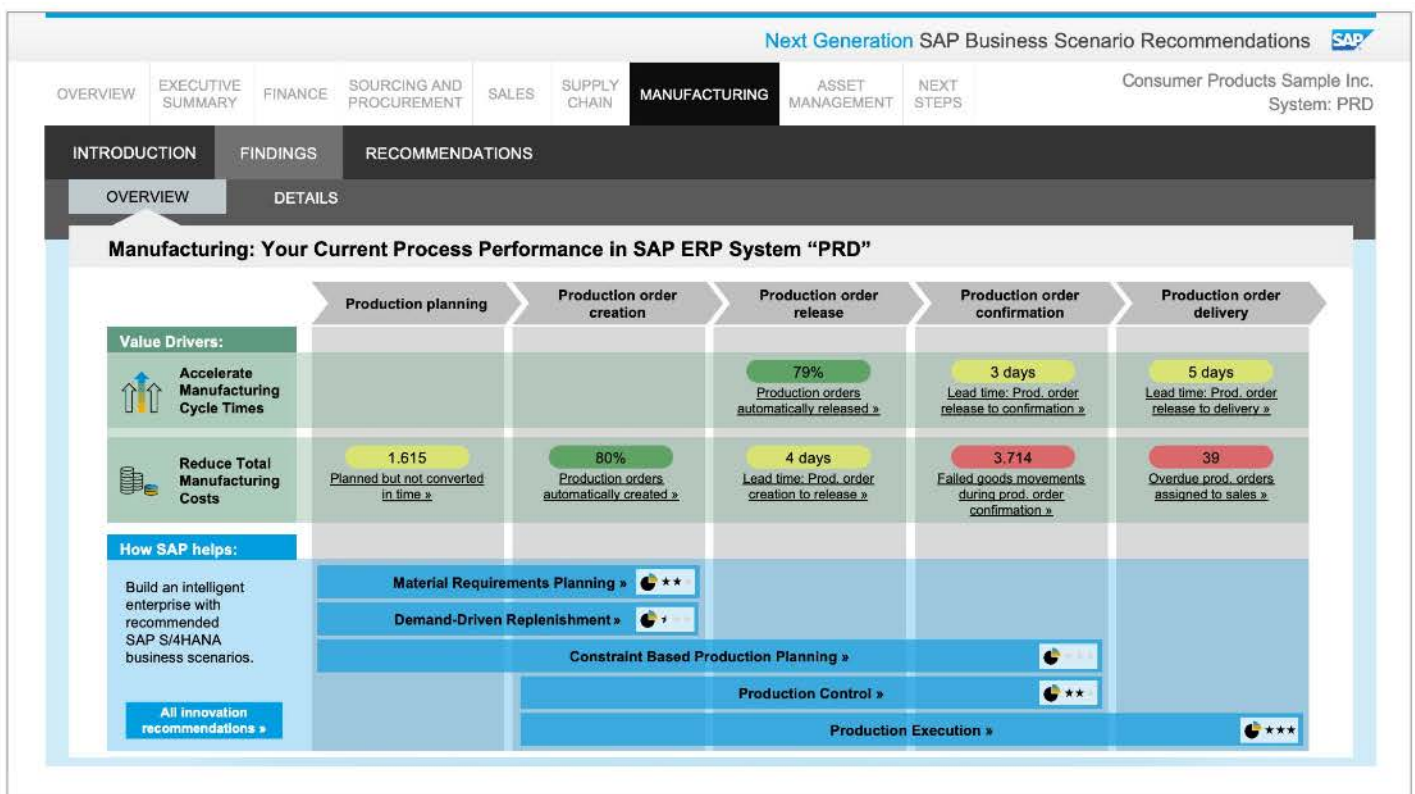 Next Generation SAP Business Scenario Recommendations SAP
OVERVIEW
EXECUTIVE
SUMMARY
FINANCE
SOURCING AND
PROCUREMENT
SALES
SUPPLY
CHAIN
MANUFACTURING
ASSET
MANAGEMENT
NEXT
STEPS
Consumer Products Sample Inc.
System: PRD
INTRODUCTION
FINDINGS
RECOMMENDATIONS
OVERVIEW
DETAILS
Manufacturing: Your Current Process Performance in SAP ERP System “PRD”
Production planning
Production order
creation
Production order
release
Production order
confirmation
Production order
delivery
Value Drivers:
Accelerate
Manufacturing
Cycle Times
79%
Production orders
automatically released »
3 days
Lead time: Prod. order
release to confirmation »
5 days
Lead time: Prod. order
release to delivery »
Reduce Total
Manufacturing
Costs
1.615
Planned but not converted
in time »
80%
Production orders
automatically created »
4 days
Lead time: Prod. order
creation to release »
3.714
Failed goods movements
during prod. order
confirmation »
39
Overdue prod. orders
assigned to sales »
How SAP helps:
Build an intelligent
enterprise with
recommended
SAP S/4HANA
business scenarios.
All innovation
recommendations »
Material Requirements Planning »
Demand-Driven Replenishment »
Constraint Based Production Planning »
Production Control »
Production Execution »